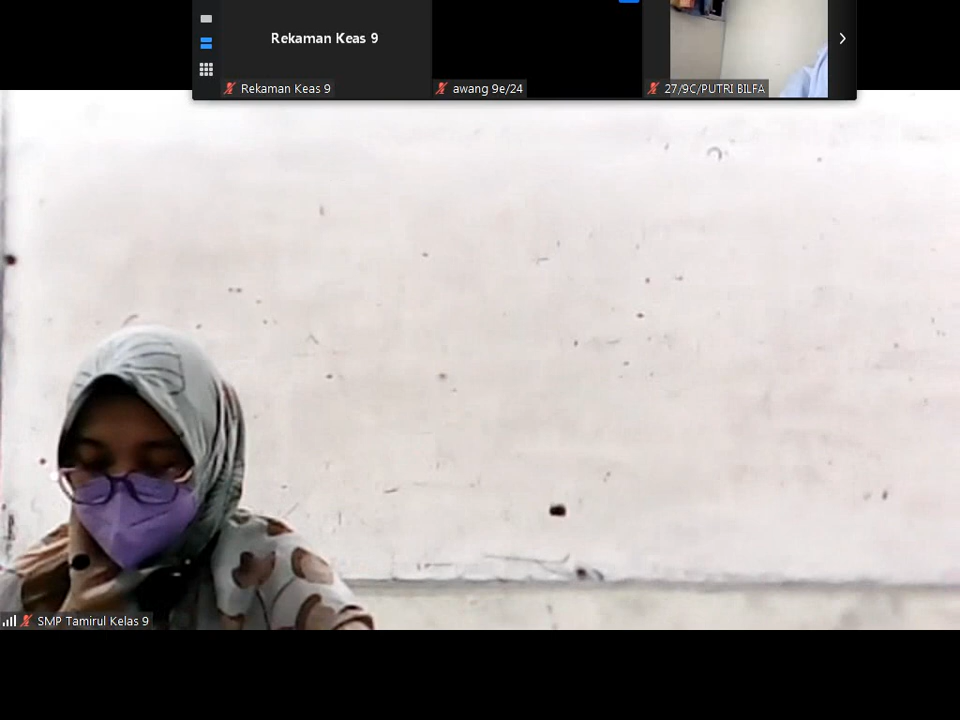 Rekaman Keas 9
Rekaman Keas 9
awang 9e/24
27/9C/PUTRI BILFA
SMP Tamirul Kelas 9